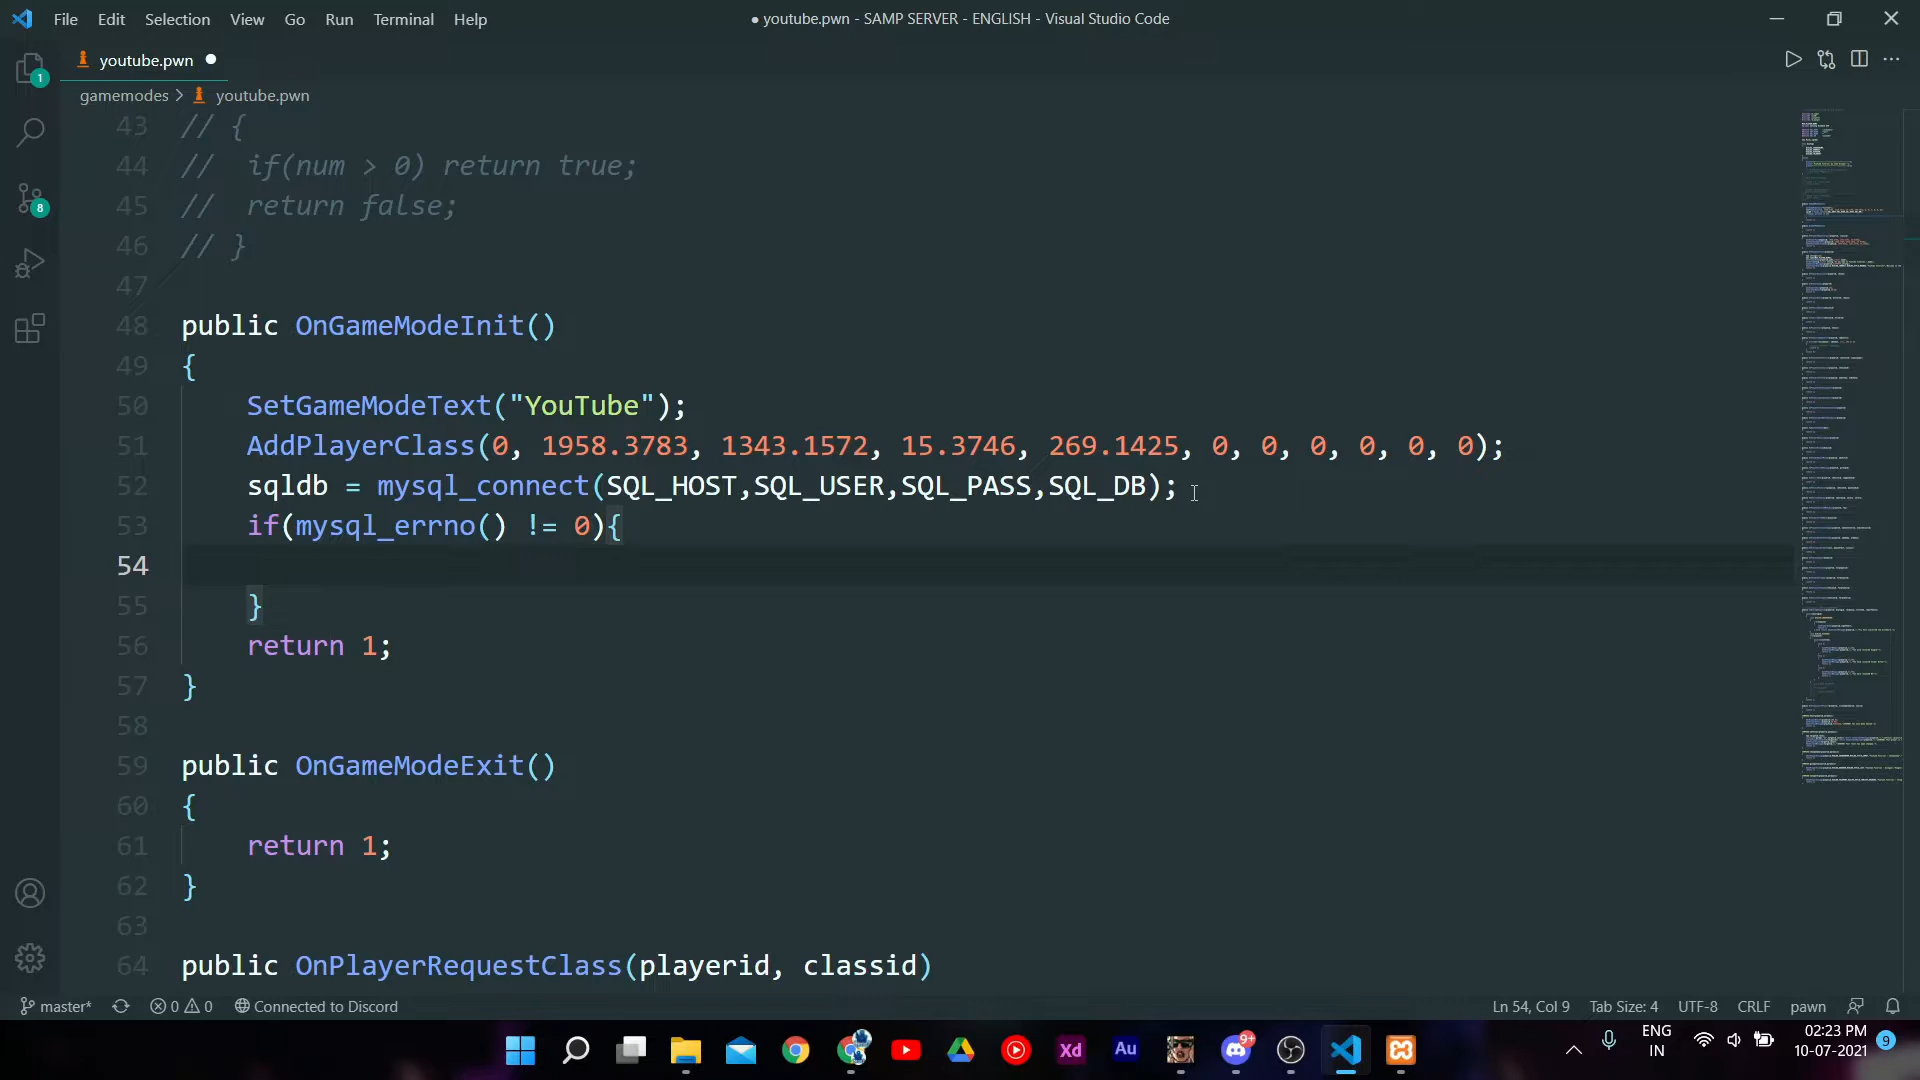 File Edit Selection View Go Run Terminal Help
● youtube.pwn - SAMP SERVER - ENGLISH - Visual Studio Code
youtube.pwn
gamemodes > youtube.pwn
1
8
43 // {
44 //  if(num > 0) return true;
45 //  return false;
46 // }
47
48 public OnGameModeInit()
49 {
50 SetGameModeText("YouTube");
51 AddPlayerClass(0, 1958.3783, 1343.1572, 15.3746, 269.1425, 0, 0, 0, 0, 0, 0);
52 sqldb = mysql_connect(SQL_HOST,SQL_USER,SQL_PASS,SQL_DB);
53 if(mysql_errno() != 0){
54
55 }
56 return 1;
57 }
58
59 public OnGameModeExit()
60 {
61 return 1;
62 }
63
64 public OnPlayerRequestClass(playerid, classid)
master* 0 0 Connected to Discord Ln 54, Col 9 Tab Size: 4 UTF-8 CRLF pawn
Xd Au 9+ ENG IN 02:23 PM 10-07-2021 9